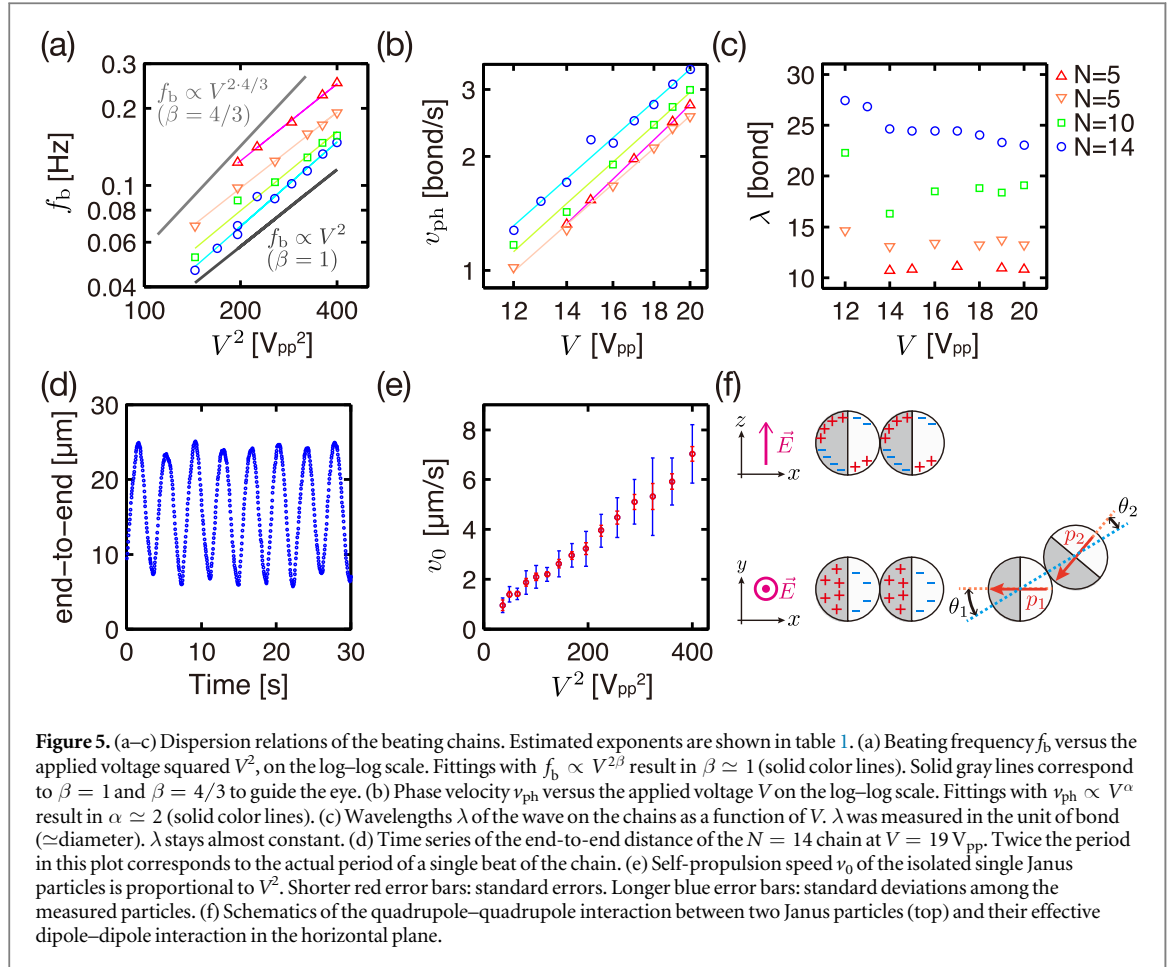 (a)
0.3
0.2
0.1
0.08
0.06
0.04
f_b [Hz]
f_b ∝ V^{2·4/3}
(β = 4/3)
f_b ∝ V^2
(β = 1)
100 200 400
V^2 [Vpp^2]
(b)
3
2
1
v_ph [bond/s]
12 14 16 18 20
V [Vpp]
(c)
30
25
20
15
10
λ [bond]
12 14 16 18 20
V [Vpp]
N=5
N=5
N=10
N=14
(d)
30
20
10
0
end−to−end [μm]
0 10 20 30
Time [s]
(e)
8
6
4
2
0
v_0 [μm/s]
0 200 400
V^2 [Vpp^2]
(f)
z
E⃗
x
y
E⃗
x
θ_1
p_1
p_2
θ_2
Figure 5. (a–c) Dispersion relations of the beating chains. Estimated exponents are shown in table 1. (a) Beating frequency f_b versus the
applied voltage squared V^2, on the log–log scale. Fittings with f_b ∝ V^{2β} result in β ≃ 1 (solid color lines). Solid gray lines correspond
to β = 1 and β = 4/3 to guide the eye. (b) Phase velocity v_ph versus the applied voltage V on the log–log scale. Fittings with v_ph ∝ V^α
result in α ≃ 2 (solid color lines). (c) Wavelengths λ of the wave on the chains as a function of V. λ was measured in the unit of bond
(≃diameter). λ stays almost constant. (d) Time series of the end-to-end distance of the N = 14 chain at V = 19 V_pp. Twice the period
in this plot corresponds to the actual period of a single beat of the chain. (e) Self-propulsion speed v_0 of the isolated single Janus
particles is proportional to V^2. Shorter red error bars: standard errors. Longer blue error bars: standard deviations among the
measured particles. (f) Schematics of the quadrupole–quadrupole interaction between two Janus particles (top) and their effective
dipole–dipole interaction in the horizontal plane.